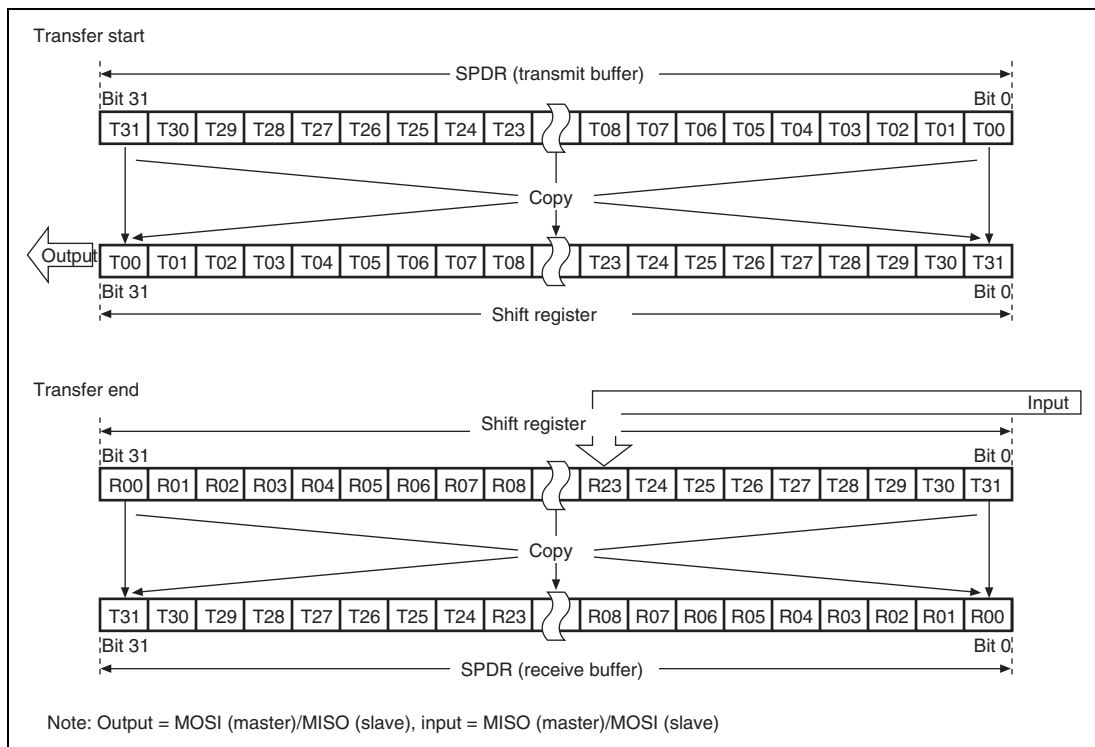 Transfer start
SPDR (transmit buffer)
Bit 31 Bit 0
T31 T30 T29 T28 T27 T26 T25 T24 T23 T08 T07 T06 T05 T04 T03 T02 T01 T00
Copy
Output
T00 T01 T02 T03 T04 T05 T06 T07 T08 T23 T24 T25 T26 T27 T28 T29 T30 T31
Bit 31 Bit 0
Shift register
Transfer end
Input
Shift register
Bit 31 Bit 0
R00 R01 R02 R03 R04 R05 R06 R07 R08 R23 T24 T25 T26 T27 T28 T29 T30 T31
Copy
T31 T30 T29 T28 T27 T26 T25 T24 R23 R08 R07 R06 R05 R04 R03 R02 R01 R00
Bit 31 Bit 0
SPDR (receive buffer)
Note: Output = MOSI (master)/MISO (slave), input = MISO (master)/MOSI (slave)